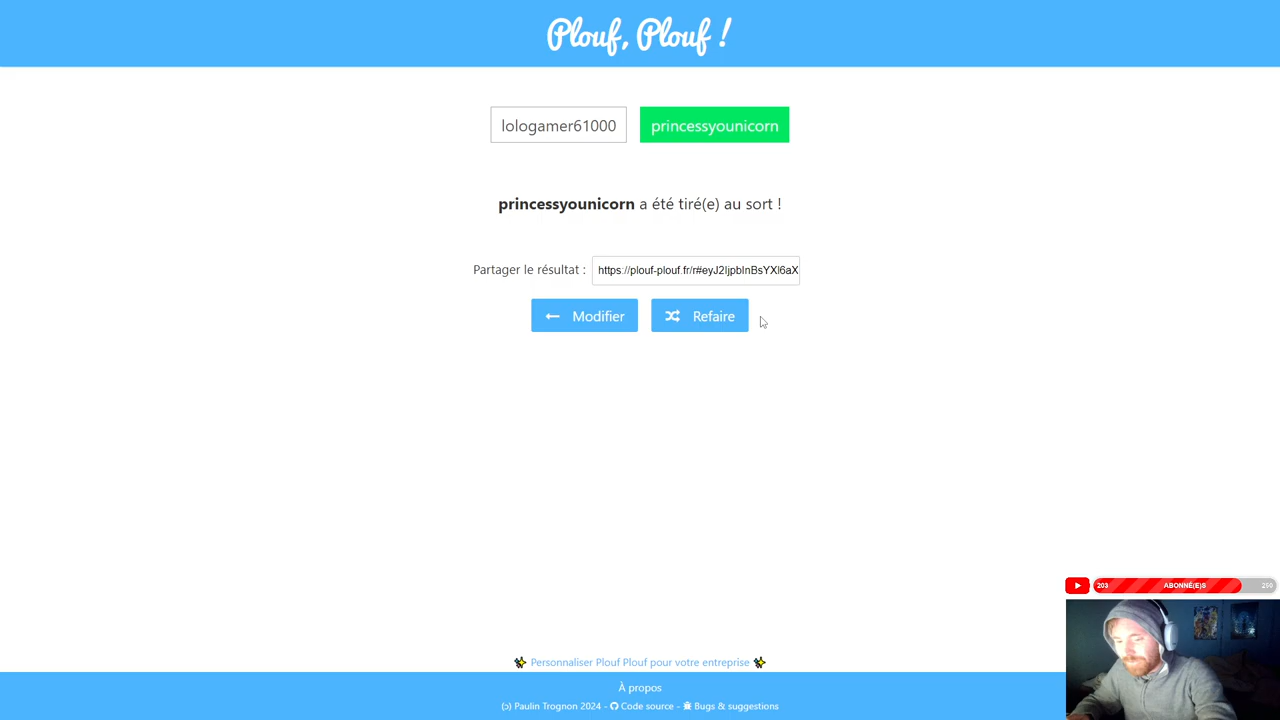 Plouf, Plouf !
lologamer61000
princessyounicorn
princessyounicorn a été tiré(e) au sort !
Partager le résultat : https://plouf-plouf.fr/r#eyJ2IjpbInBsYXl6aX
← Modifier
Refaire
203 ABONNÉ(E)S 250
✨ Personnaliser Plouf Plouf pour votre entreprise ✨
À propos
(ɔ) Paulin Trognon 2024 - Code source - Bugs & suggestions